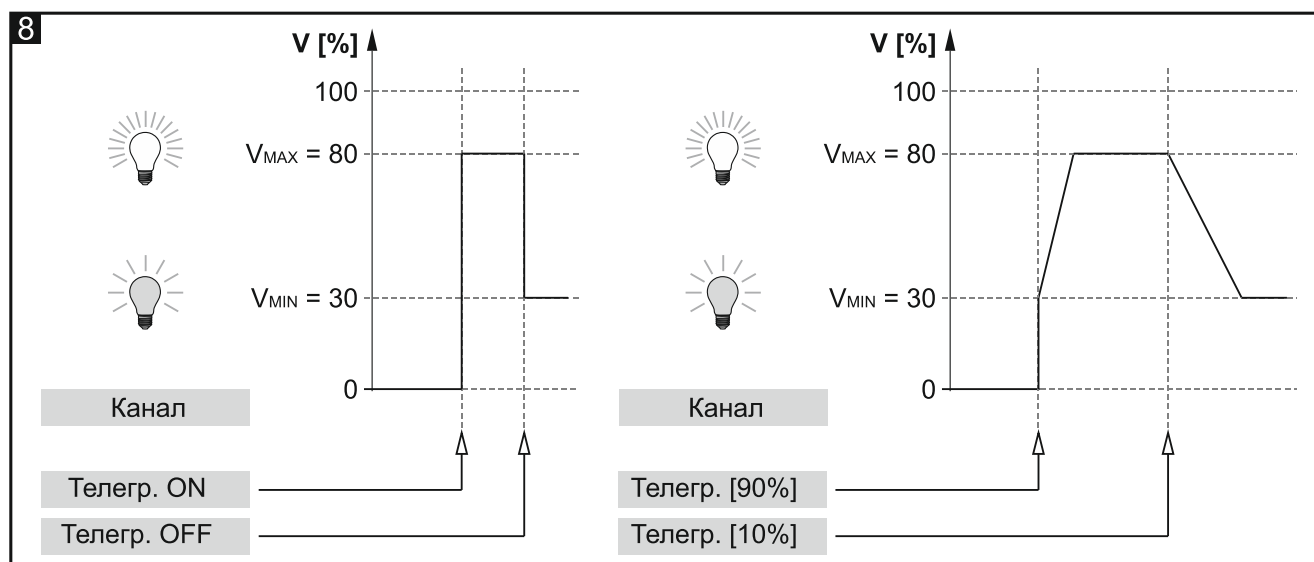 8
V [%]
100
VMAX = 80
VMIN = 30
0
Канал
Телегр. ON
Телегр. OFF
V [%]
100
VMAX = 80
VMIN = 30
0
Канал
Телегр. [90%]
Телегр. [10%]